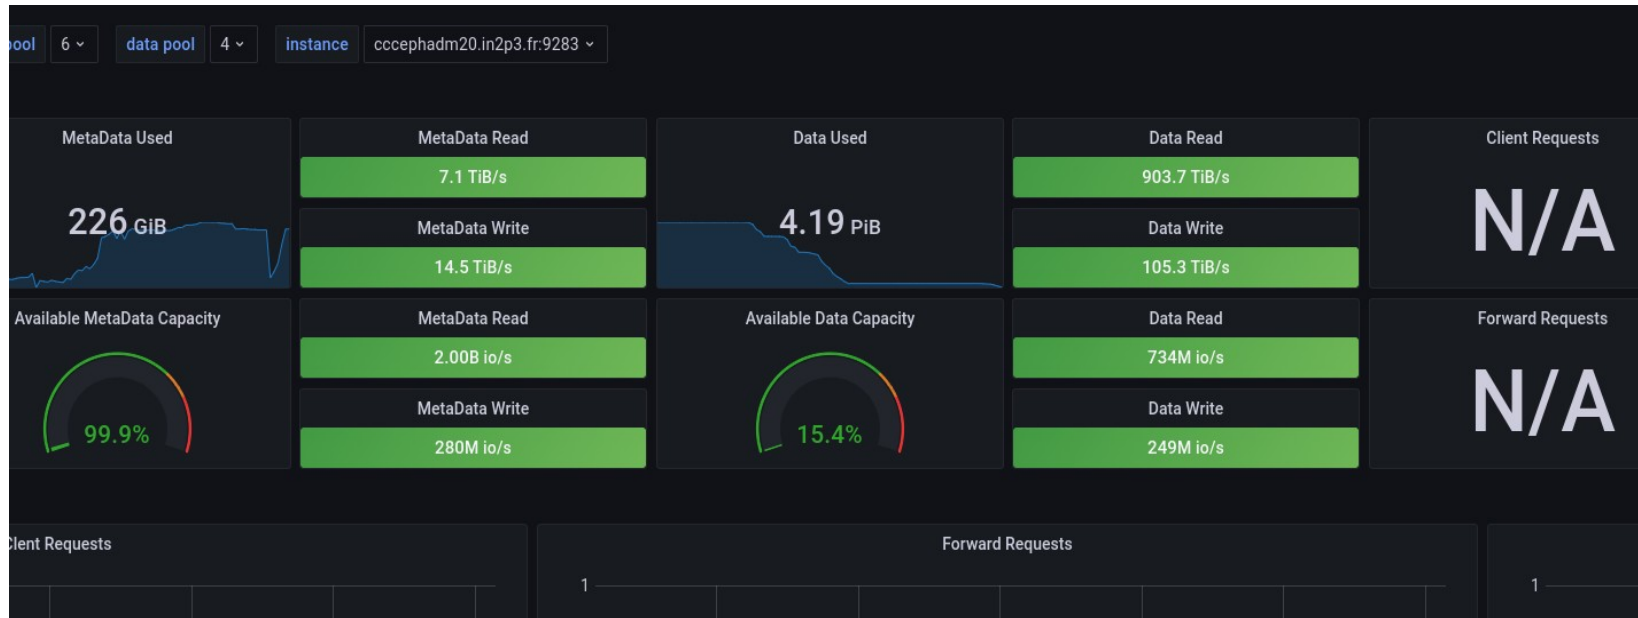 pool 6 data pool 4 instance cccephadm20.in2p3.fr:9283
MetaData Used
226 GiB
MetaData Read
7.1 TiB/s
MetaData Write
14.5 TiB/s
Data Used
4.19 PiB
Data Read
903.7 TiB/s
Data Write
105.3 TiB/s
Client Requests
N/A
Available MetaData Capacity
99.9%
MetaData Read
2.00B io/s
MetaData Write
280M io/s
Available Data Capacity
15.4%
Data Read
734M io/s
Data Write
249M io/s
Forward Requests
N/A
Clent Requests
Forward Requests
1
1